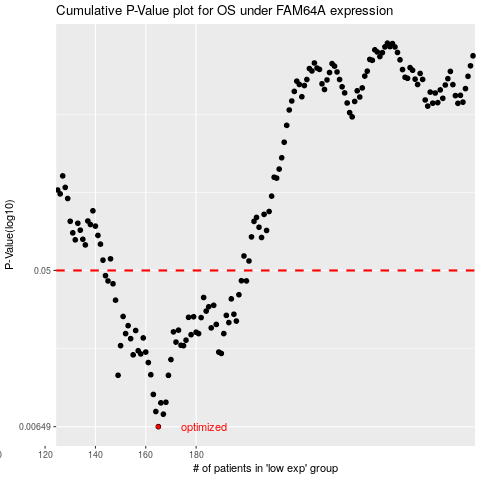 Cumulative P-Value plot for OS under FAM64A expression
P-Value(log10)
0.05
0.00649
optimized
0 120 140 160 180
# of patients in 'low exp' group